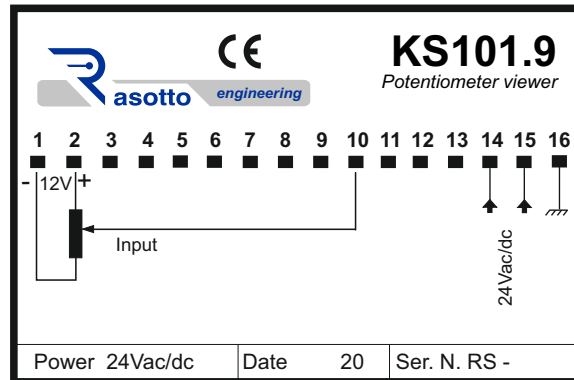 CE
KS101.9
Potentiometer viewer
Rasotto engineering
1 2 3 4 5 6 7 8 9 10 11 12 13 14 15 16
- 12V +
Input
24Vac/dc
Power 24Vac/dc Date 20 Ser. N. RS -